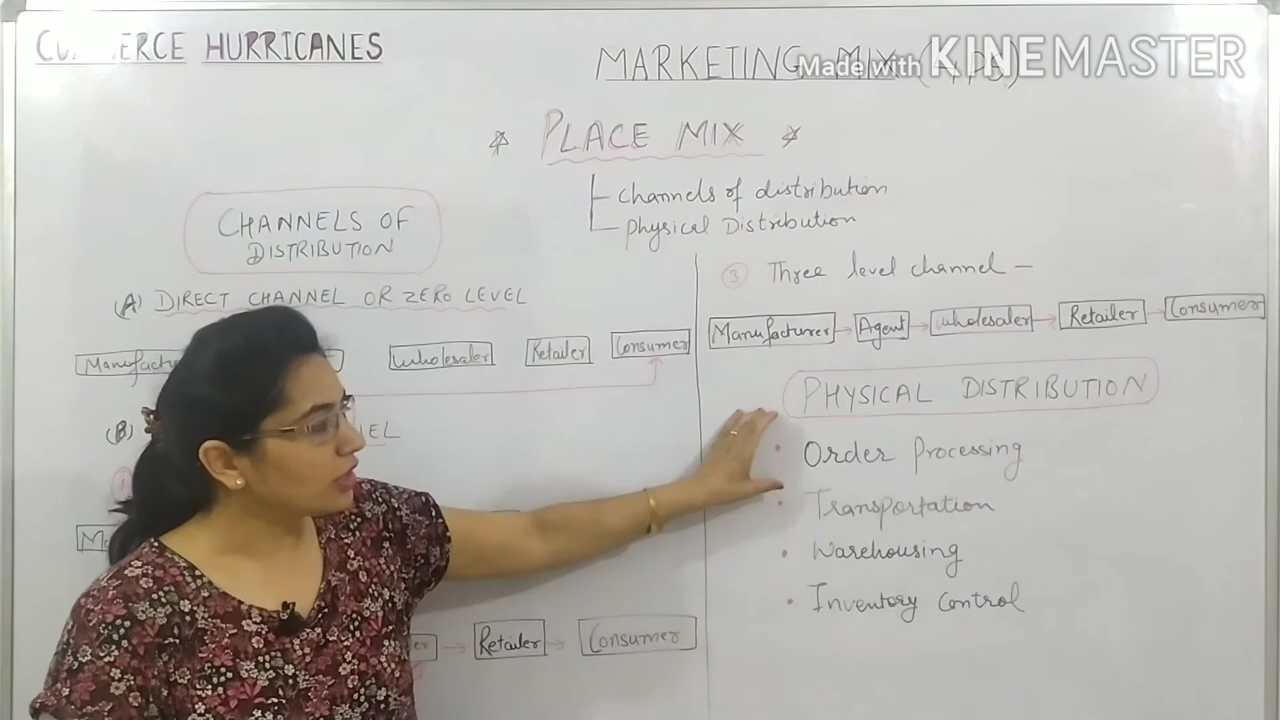 HURRICANES
MARKETING MIX
Made with KINEMASTER
PLACE MIX
Channels of distribution
Physical Distribution
CHANNELS OF
DISTRIBUTION
(A) DIRECT CHANNEL OR ZERO LEVEL
Wholesaler Retailer Consumer
(B)
1
Retailer → Consumer
3 Three level channel –
Manufacturer → Agent → Wholesaler → Retailer → Consumer
PHYSICAL DISTRIBUTION
• Order Processing
• Transportation
• Warehousing
• Inventory Control